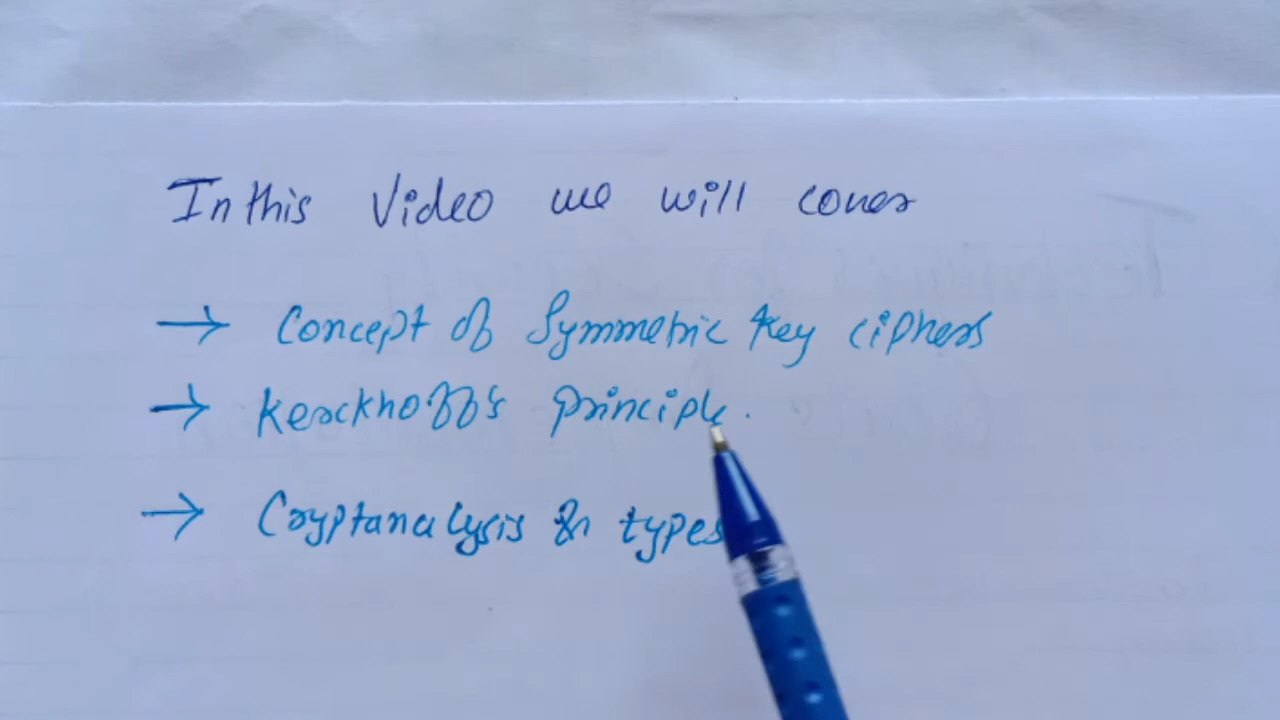 In this Video we will cover
→ Concept of Symmetric key ciphers
→ Kerckhoff's principle.
→ Cryptanalysis & types